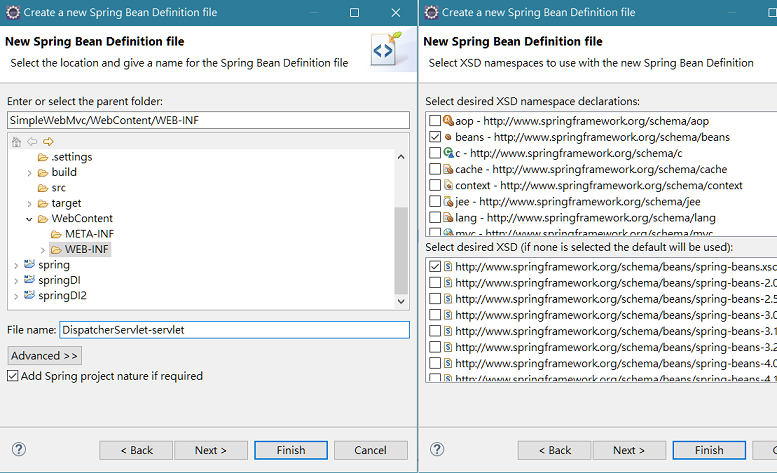 Create a new Spring Bean Definition file
New Spring Bean Definition file
Select the location and give a name for the Spring Bean Definition file
Enter or select the parent folder:
SimpleWebMvc/WebContent/WEB-INF
.settings
build
src
target
WebContent
META-INF
WEB-INF
spring
springDI
springDI2
File name: DispatcherServlet-servlet
Advanced >>
Add Spring project nature if required
< Back
Next >
Finish
Cancel
Create a new Spring Bean Definition file
New Spring Bean Definition file
Select XSD namespaces to use with the new Spring Bean Definition
Select desired XSD namespace declarations:
aop - http://www.springframework.org/schema/aop
beans - http://www.springframework.org/schema/beans
c - http://www.springframework.org/schema/c
cache - http://www.springframework.org/schema/cache
context - http://www.springframework.org/schema/context
jee - http://www.springframework.org/schema/jee
lang - http://www.springframework.org/schema/lang
mvc - http://www.springframework.org/schema/mvc
Select desired XSD (if none is selected the default will be used):
http://www.springframework.org/schema/beans/spring-beans.xsd
http://www.springframework.org/schema/beans/spring-beans-2.0
http://www.springframework.org/schema/beans/spring-beans-2.5
http://www.springframework.org/schema/beans/spring-beans-3.0
http://www.springframework.org/schema/beans/spring-beans-3.1
http://www.springframework.org/schema/beans/spring-beans-3.2
http://www.springframework.org/schema/beans/spring-beans-4.0
http://www.springframework.org/schema/beans/spring-beans-4.1
< Back
Next >
Finish